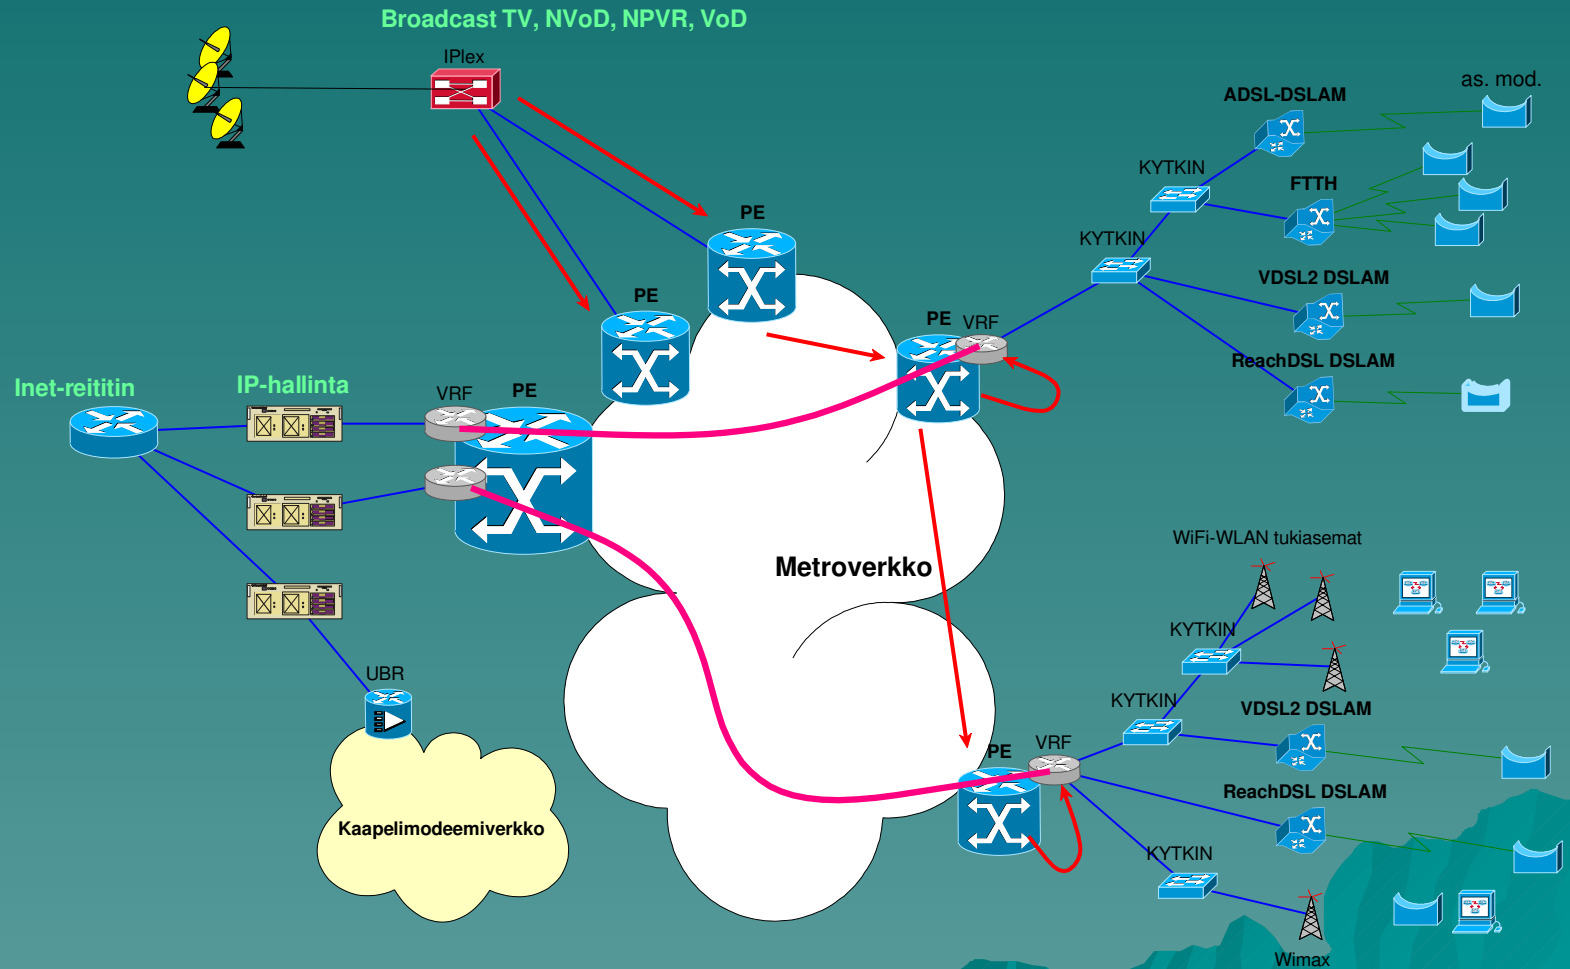 Broadcast TV, NVoD, NPVR, VoD
IPlex
as. mod.
ADSL-DSLAM
KYTKIN
FTTH
PE
KYTKIN
VDSL2 DSLAM
PE
PE
VRF
ReachDSL DSLAM
Inet-reititin
IP-hallinta
VRF
PE
WiFi-WLAN tukiasemat
Metroverkko
KYTKIN
UBR
KYTKIN
VDSL2 DSLAM
PE
VRF
ReachDSL DSLAM
Kaapelimodeemiverkko
KYTKIN
Wimax